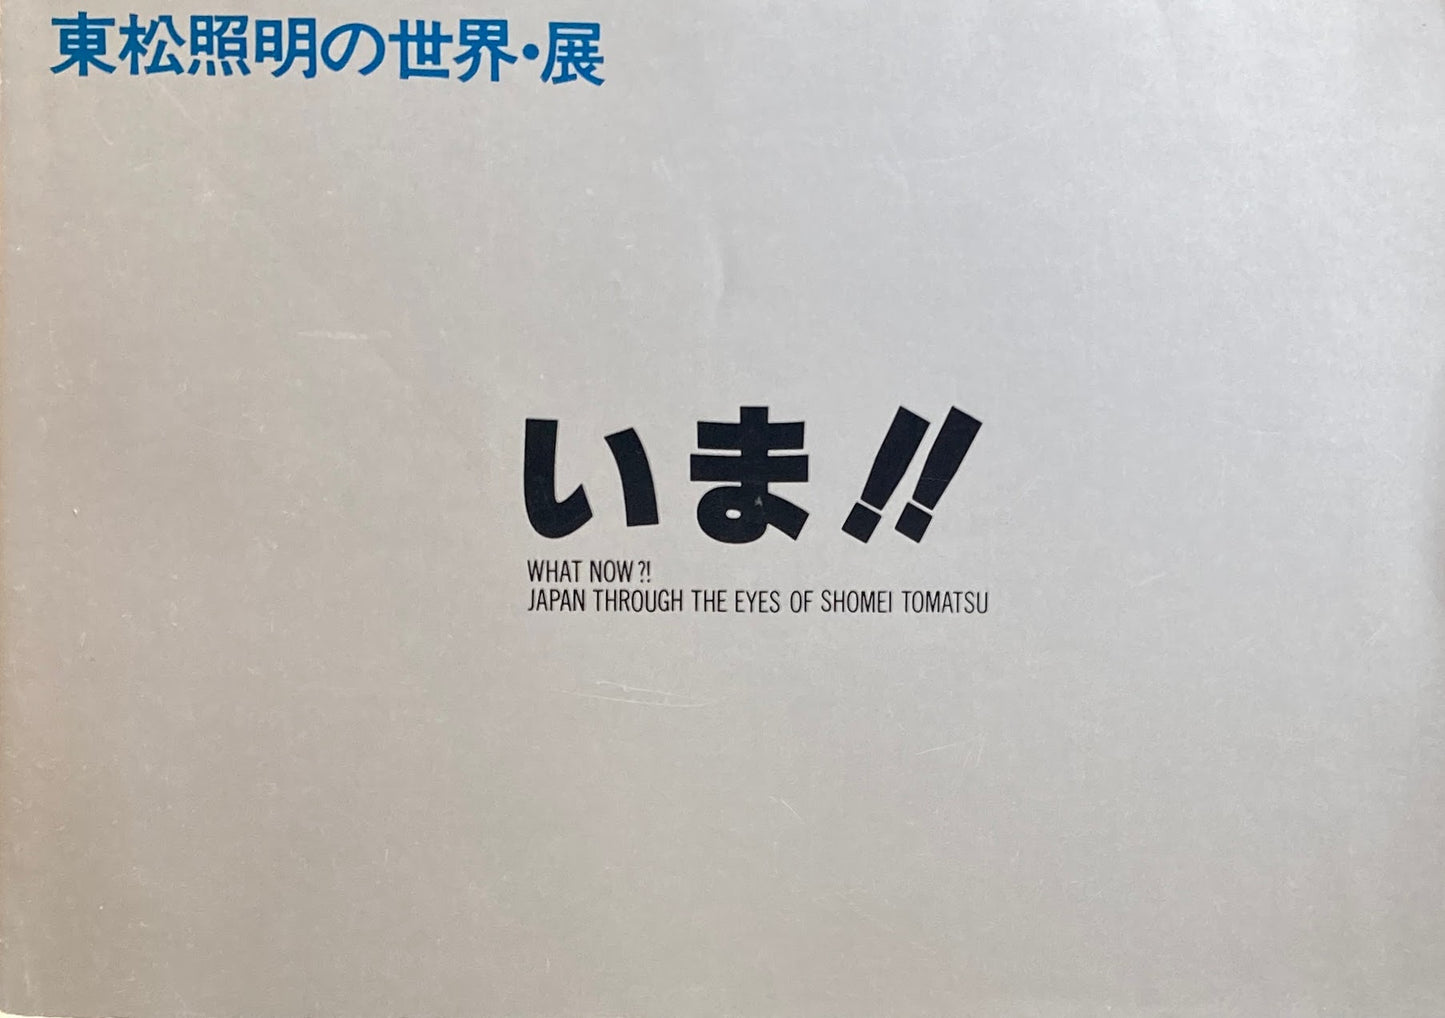 東松照明の世界・展
いま!!
WHAT NOW?!
JAPAN THROUGH THE EYES OF SHOMEI TOMATSU